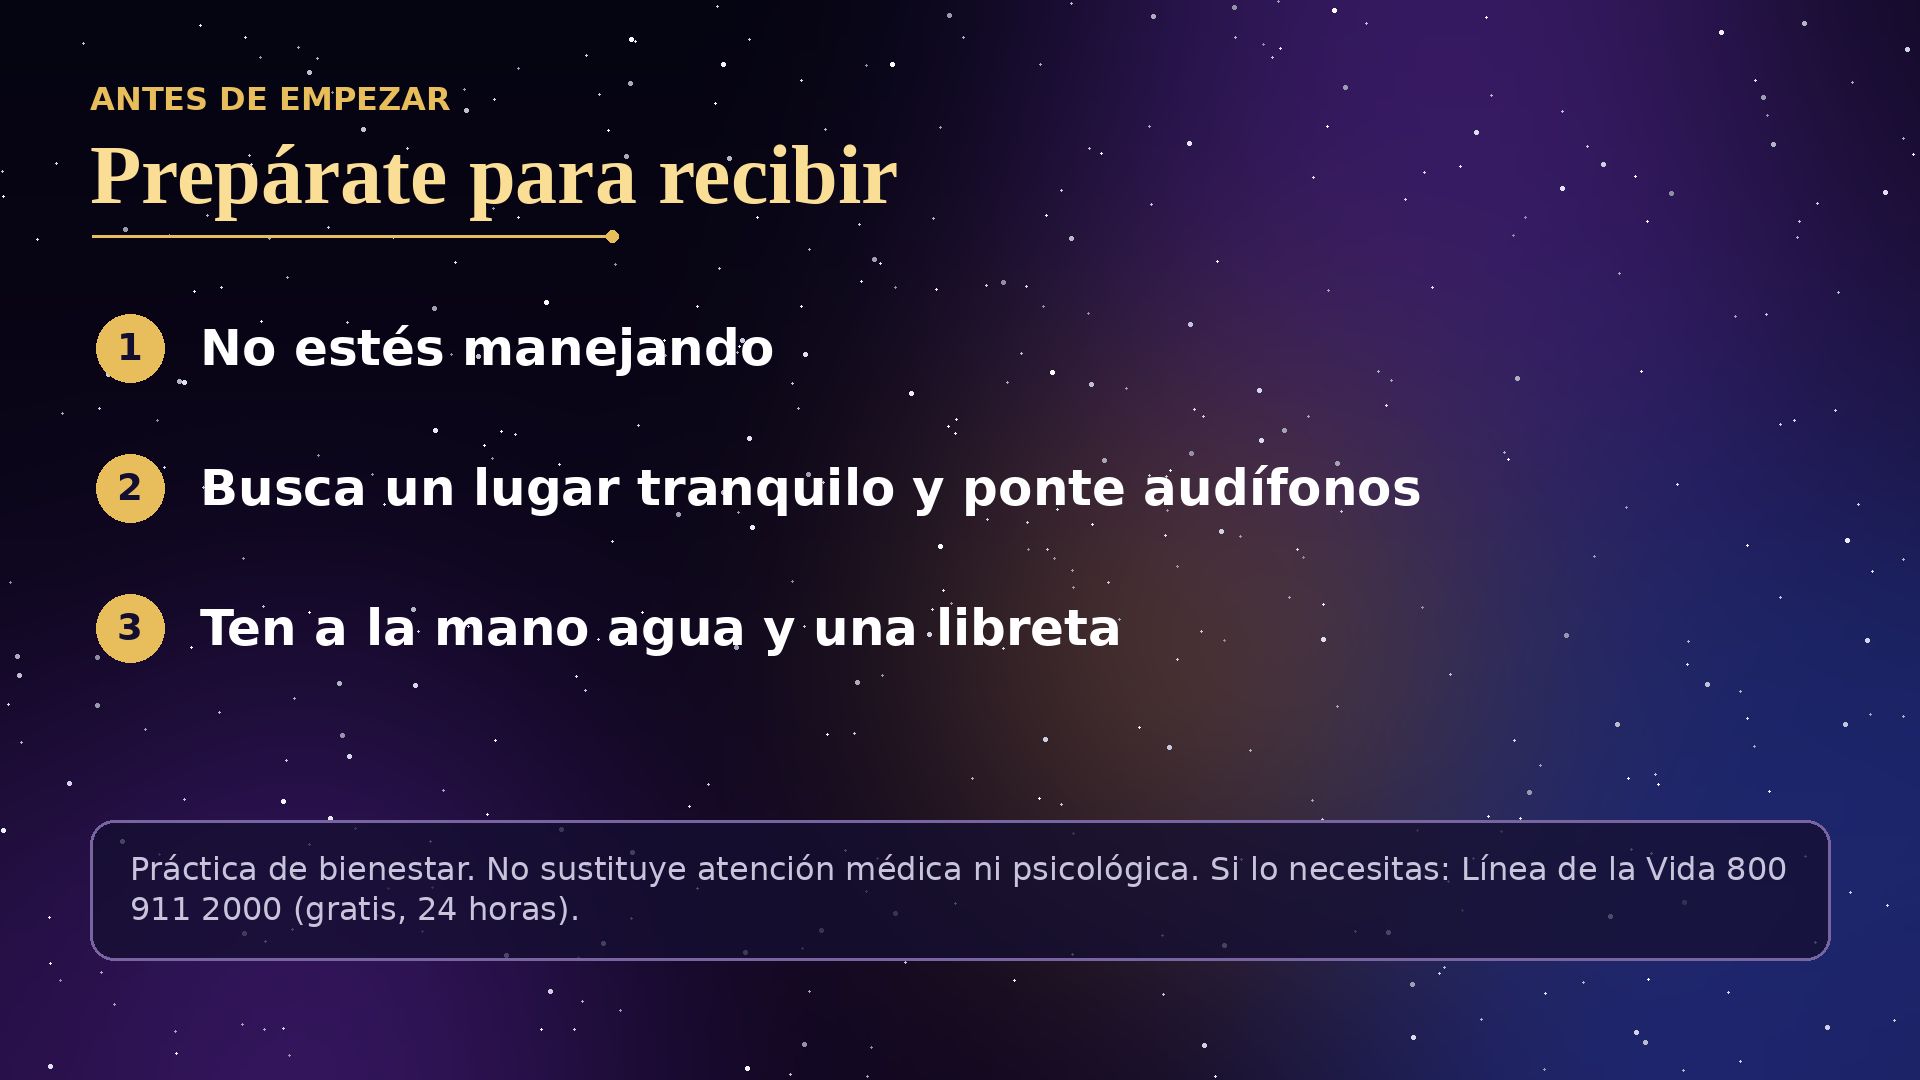 ANTES DE EMPEZAR
Prepárate para recibir
1 No estés manejando
2 Busca un lugar tranquilo y ponte audífonos
3 Ten a la mano agua y una libreta
Práctica de bienestar. No sustituye atención médica ni psicológica. Si lo necesitas: Línea de la Vida 800
911 2000 (gratis, 24 horas).